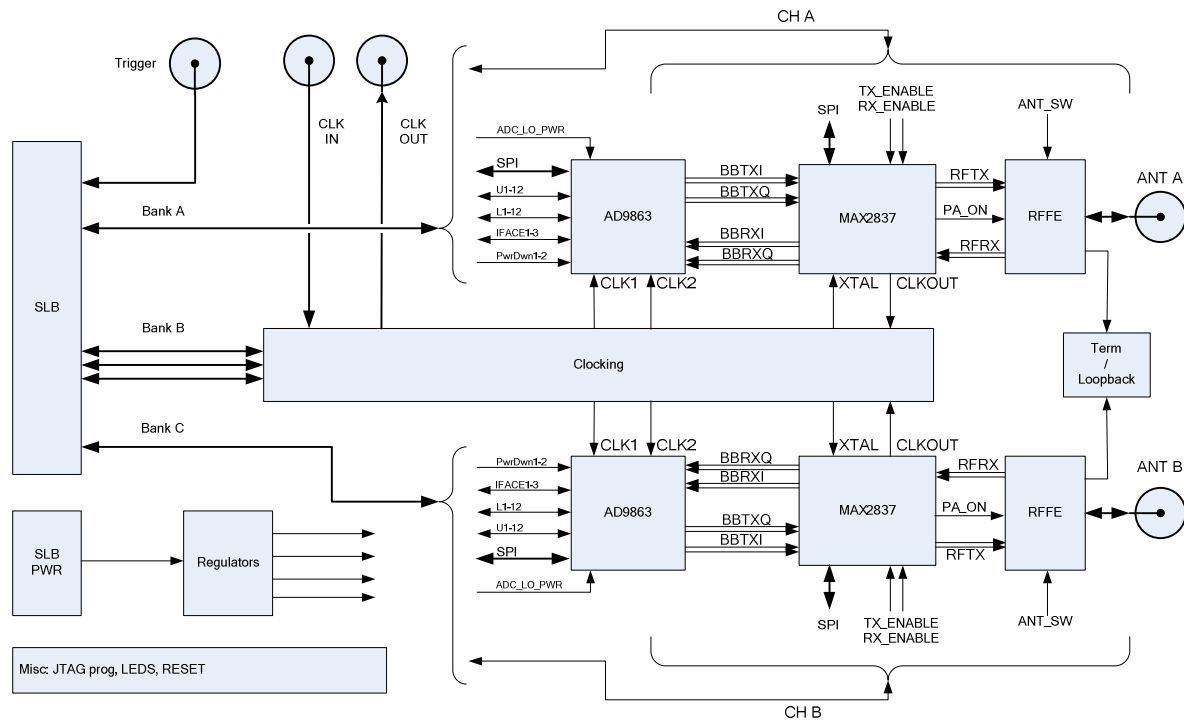 CH A
Trigger
CLK
IN
CLK
OUT
TX_ENABLE
RX_ENABLE
SPI
ANT_SW
ADC_LO_PWR
SPI
U1-12
L1-12
IFACE1-3
PwrDwn1-2
AD9863
BBTXI
BBTXQ
BBRXI
BBRXQ
MAX2837
RFTX
PA_ON
RFRX
RFFE
ANT A
Bank A
CLK1
CLK2
XTAL
CLKOUT
SLB
Bank B
Clocking
Term
/
Loopback
Bank C
CLK1
CLK2
XTAL
CLKOUT
PwrDwn1-2
IFACE1-3
L1-12
U1-12
SPI
ADC_LO_PWR
AD9863
BBRXQ
BBRXI
BBTXQ
BBTXI
MAX2837
RFRX
PA_ON
RFTX
RFFE
ANT B
SLB
PWR
Regulators
SPI
TX_ENABLE
RX_ENABLE
ANT_SW
Misc: JTAG prog, LEDS, RESET
CH B